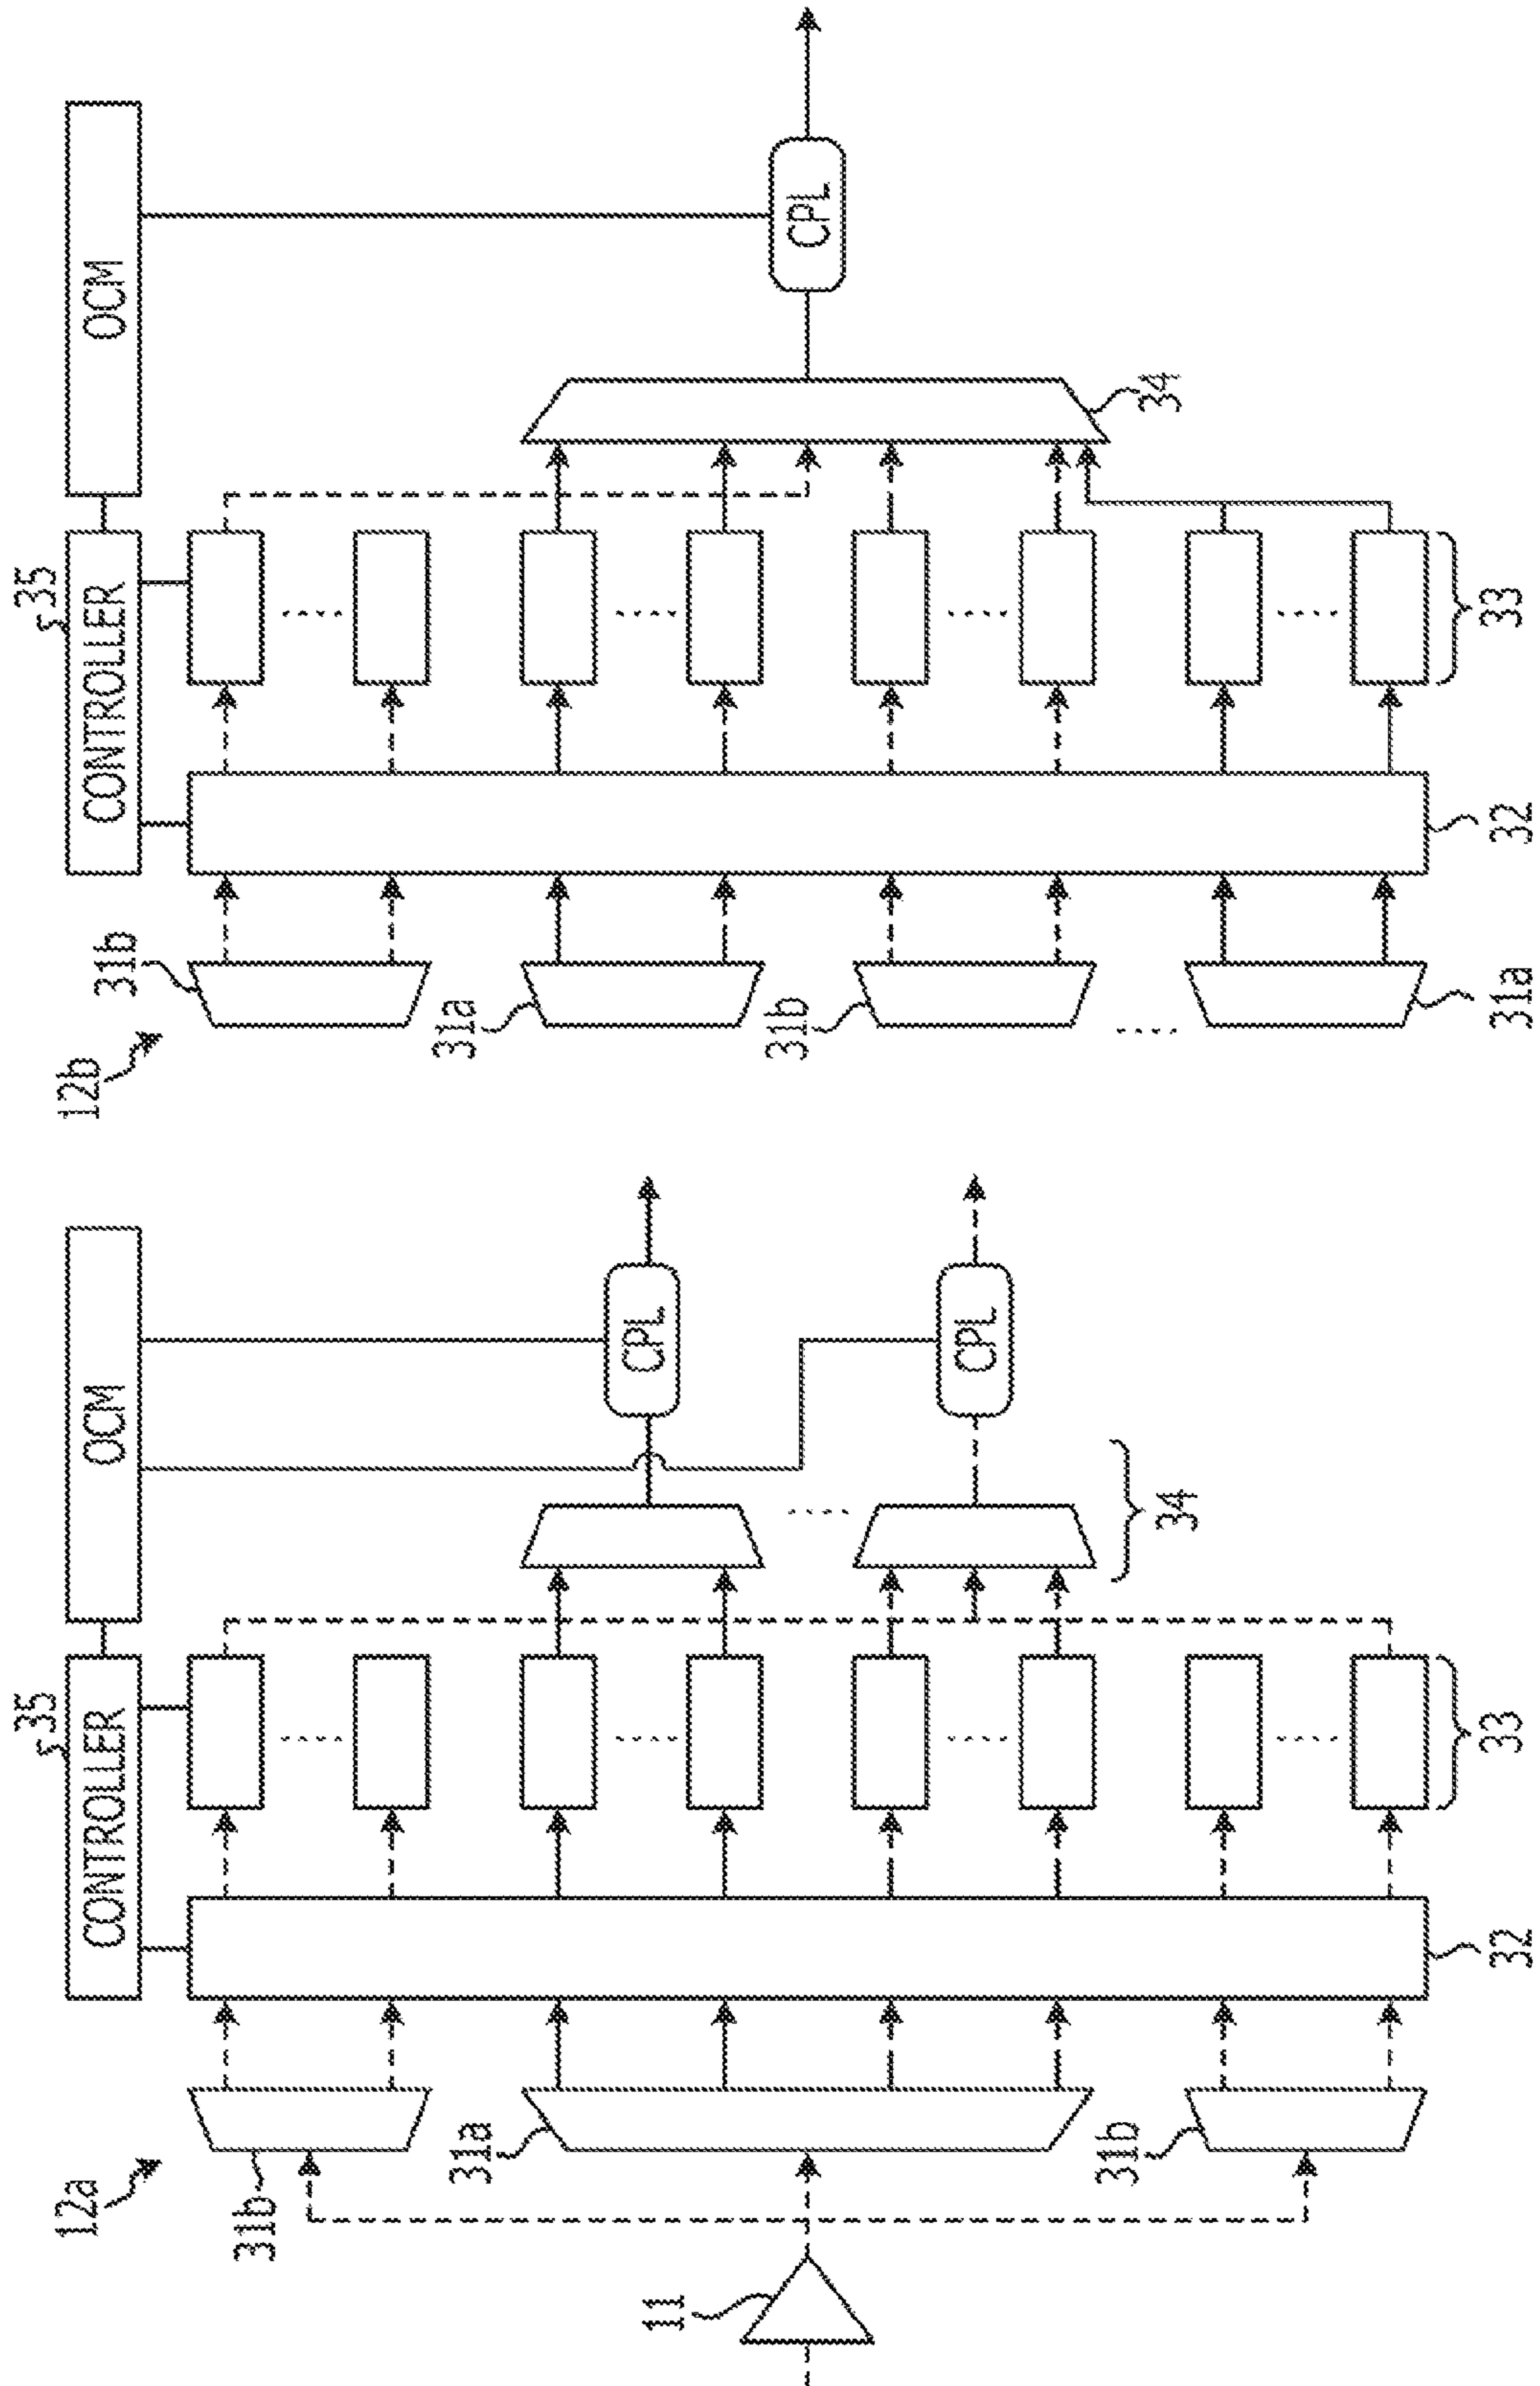 35
12a
CONTROLLER
OCM
31b
31a
11
CPL
CPL
31b
34
32
33
35
12b
CONTROLLER
OCM
31b
31a
31b
CPL
34
31a
32
33